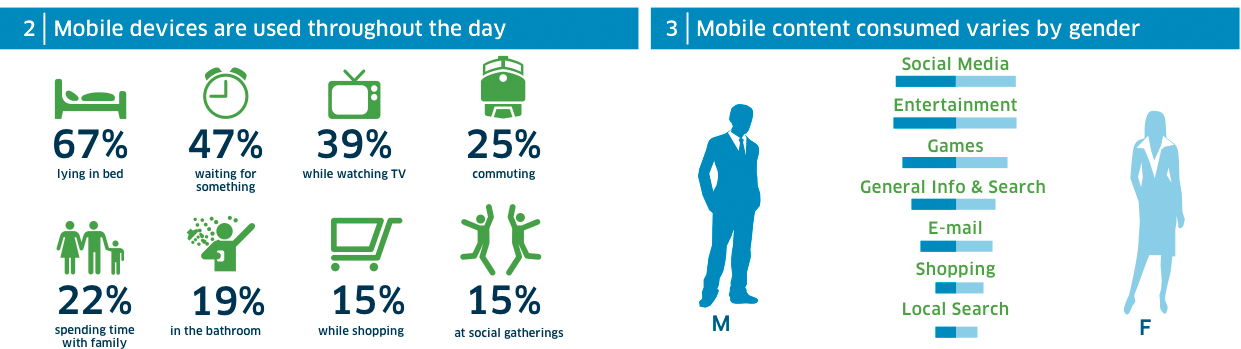 2 Mobile devices are used throughout the day
67%
lying in bed
47%
waiting for
something
39%
while watching TV
25%
commuting
22%
spending time
with family
19%
in the bathroom
15%
while shopping
15%
at social gatherings
3 Mobile content consumed varies by gender
Social Media
Entertainment
Games
General Info & Search
E-mail
Shopping
Local Search
M
F